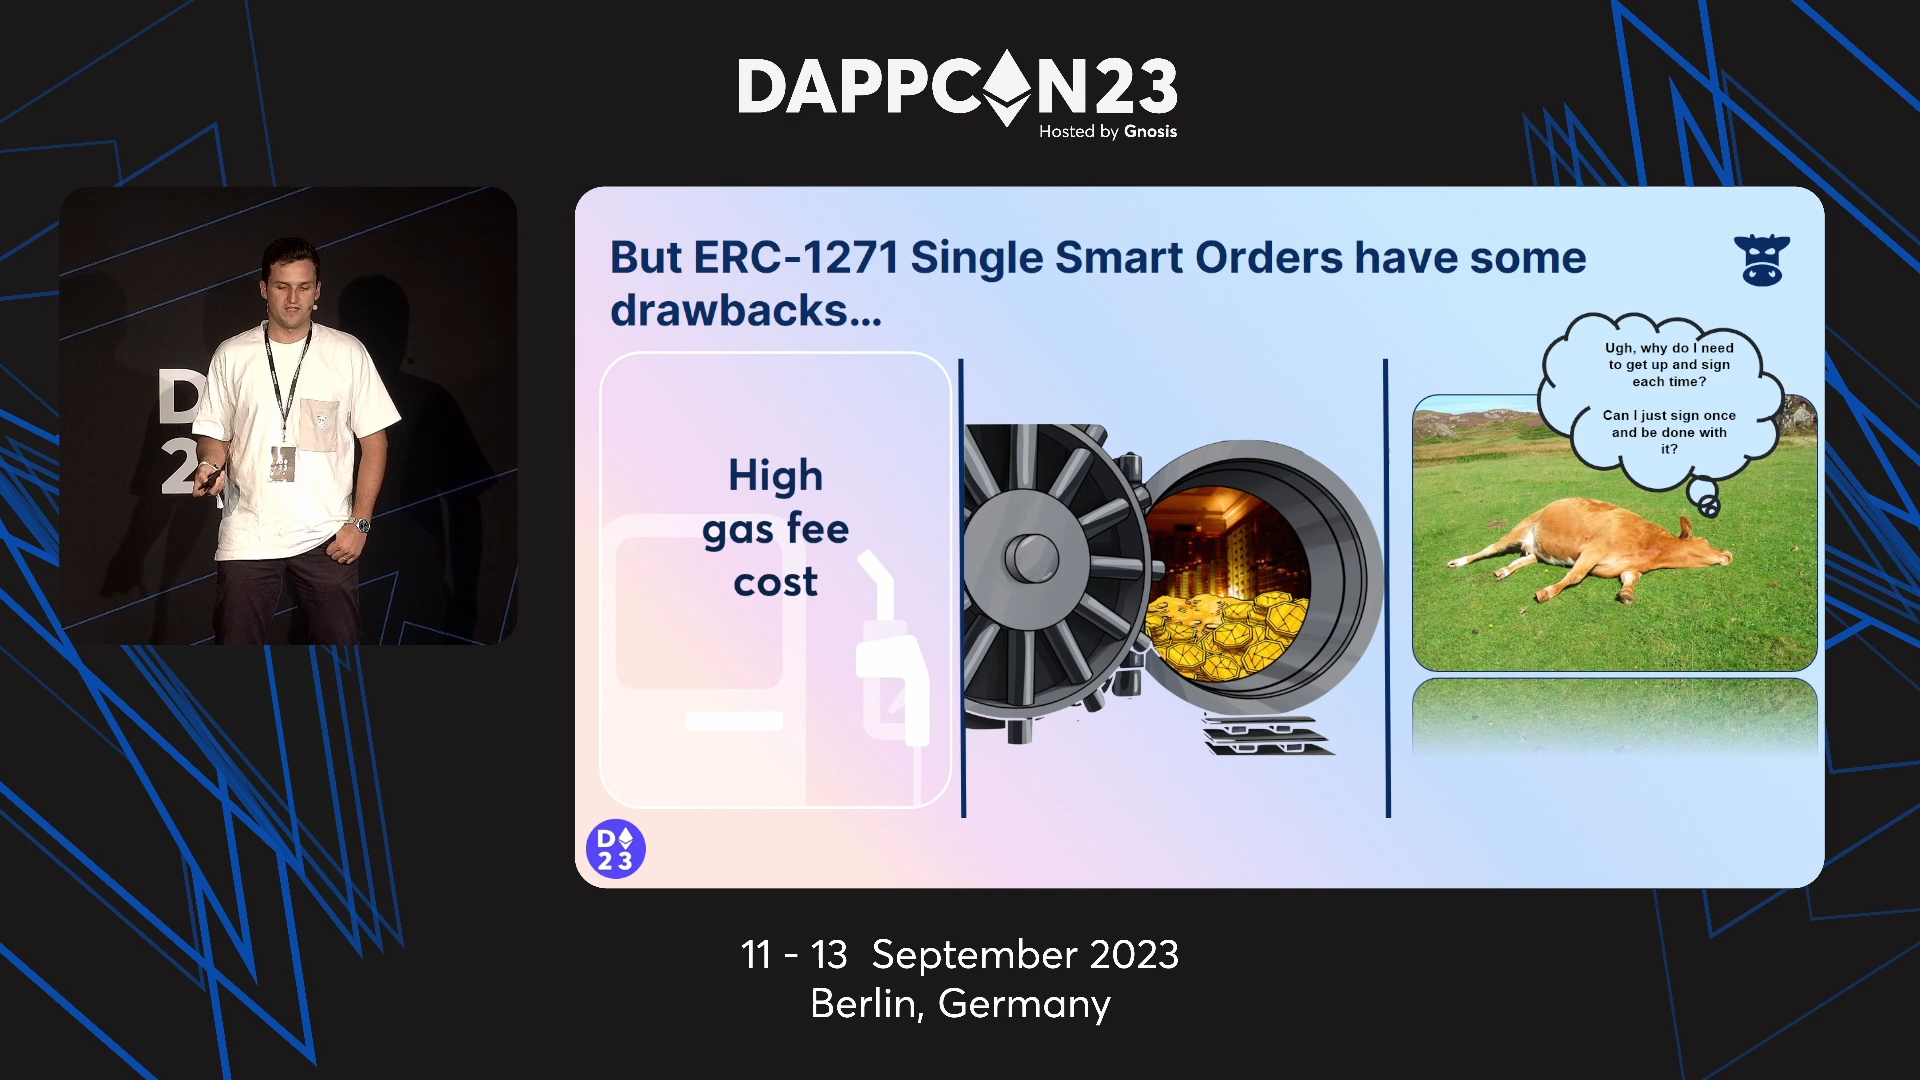 DAPPCON23
Hosted by Gnosis
D
2
But ERC-1271 Single Smart Orders have some
drawbacks...
High
gas fee
cost
Ugh, why do I need
to get up and sign
each time?
Can I just sign once
and be done with
it?
D
23
11 - 13 September 2023
Berlin, Germany